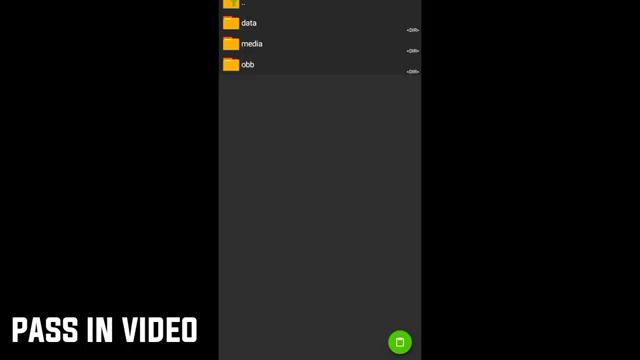 ..
data
<DIR>
media
<DIR>
obb
<DIR>
PASS IN VIDEO